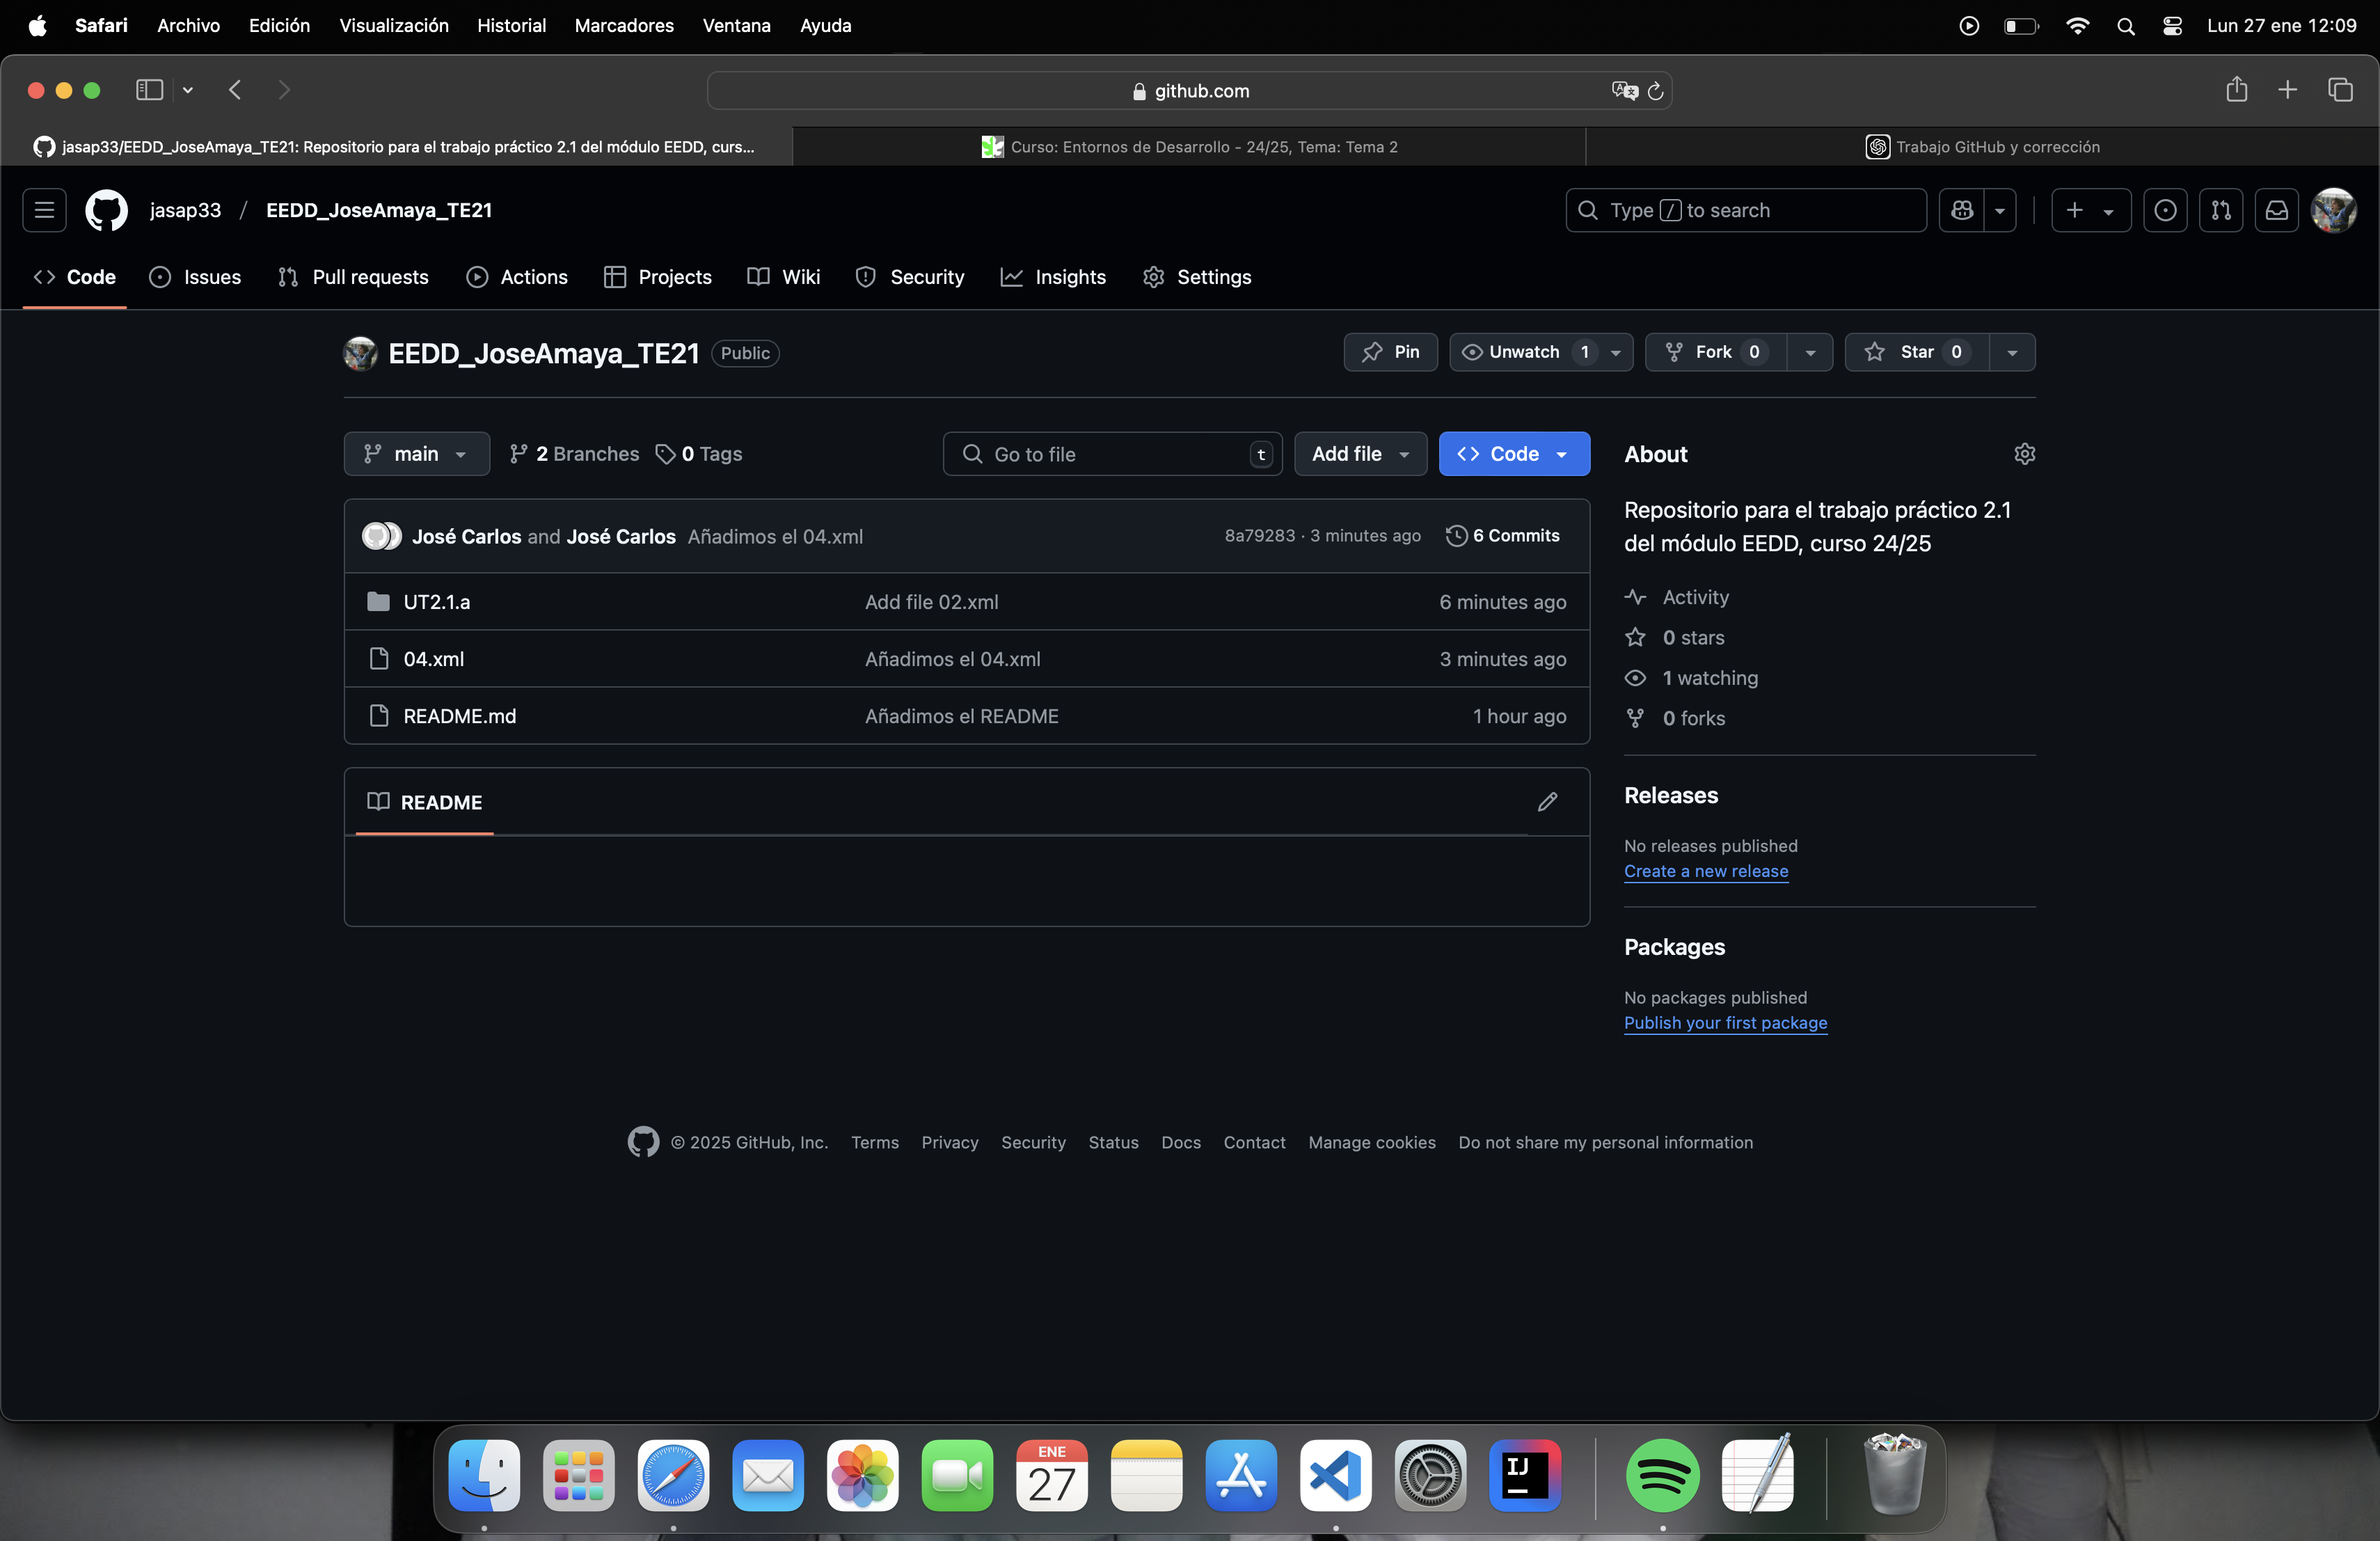 Safari Archivo Edición Visualización Historial Marcadores Ventana Ayuda Lun 27 ene 12:09
github.com
jasap33/EEDD_JoseAmaya_TE21: Repositorio para el trabajo práctico 2.1 del módulo EEDD, curs... Curso: Entornos de Desarrollo - 24/25, Tema: Tema 2 Trabajo GitHub y corrección
jasap33 / EEDD_JoseAmaya_TE21 Type / to search
Code Issues Pull requests Actions Projects Wiki Security Insights Settings
EEDD_JoseAmaya_TE21 Public Pin Unwatch 1 Fork 0 Star 0
main 2 Branches 0 Tags Go to file t Add file Code
José Carlos and José Carlos Añadimos el 04.xml 8a79283 · 3 minutes ago 6 Commits
UT2.1.a Add file 02.xml 6 minutes ago
04.xml Añadimos el 04.xml 3 minutes ago
README.md Añadimos el README 1 hour ago
README
About
Repositorio para el trabajo práctico 2.1
del módulo EEDD, curso 24/25
Activity
0 stars
1 watching
0 forks
Releases
No releases published
Create a new release
Packages
No packages published
Publish your first package
© 2025 GitHub, Inc. Terms Privacy Security Status Docs Contact Manage cookies Do not share my personal information
ENE
27
IJ